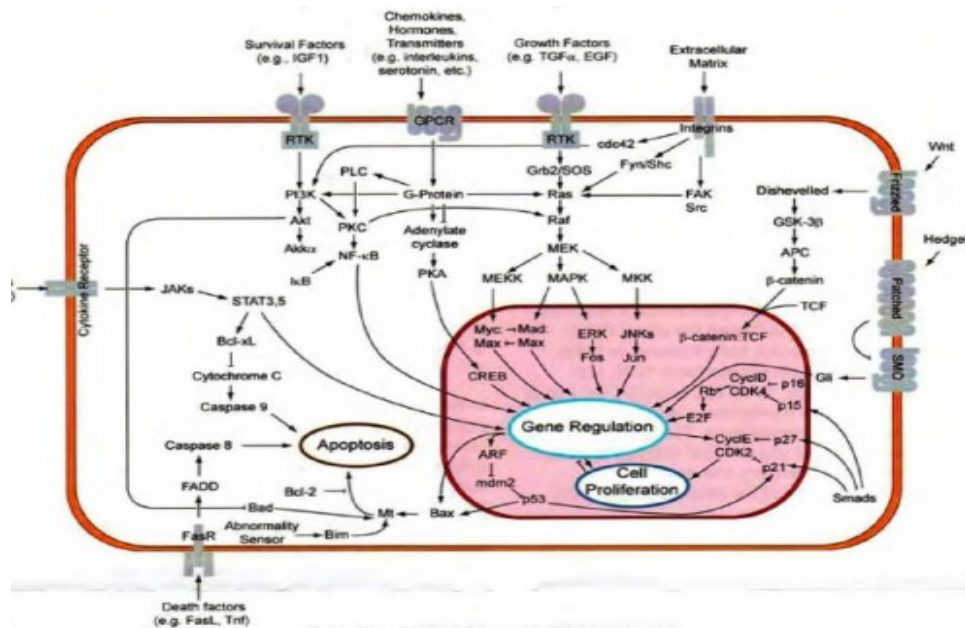 Chemokines,
Hormones,
Transmitters
(e.g. interleukins,
serotonin, etc.)
Survival Factors
(e.g., IGF1)
Growth Factors
(e.g. TGFα, EGF)
Extracellular
Matrix
RTK
GPCR
RTK
Integrins
cdc42
Wnt
PLC
Grb2/SOS
Fyn/Shc
Frizzled
PI3K
G-Protein
Ras
FAK
Src
Dishevelled
Akt
PKC
Raf
GSK-3β
Akkα
Adenylate
cyclase
MEK
APC
Hedge
NF-κB
IκB
PKA
MEKK
MAPK
MKK
β-catenin
Cytokine Receptor
JAKs
STAT3,5
TCF
Patched
Myc:
Max
Mad:
Max
ERK
JNKs
β-catenin:TCF
Bcl-xL
Fos
Jun
Cytochrome C
CREB
Gli
SMO
CyclD
CDK4
Rb
p16
p15
Caspase 9
E2F
Gene Regulation
Caspase 8
Apoptosis
ARF
CyclE
CDK2
p27
p21
FADD
mdm2
Cell
Proliferation
Bcl-2
p53
Smads
Bad
Mt
Bax
FasR
Abnormality
Sensor
Bim
Death factors
(e.g. FasL, Tnf)